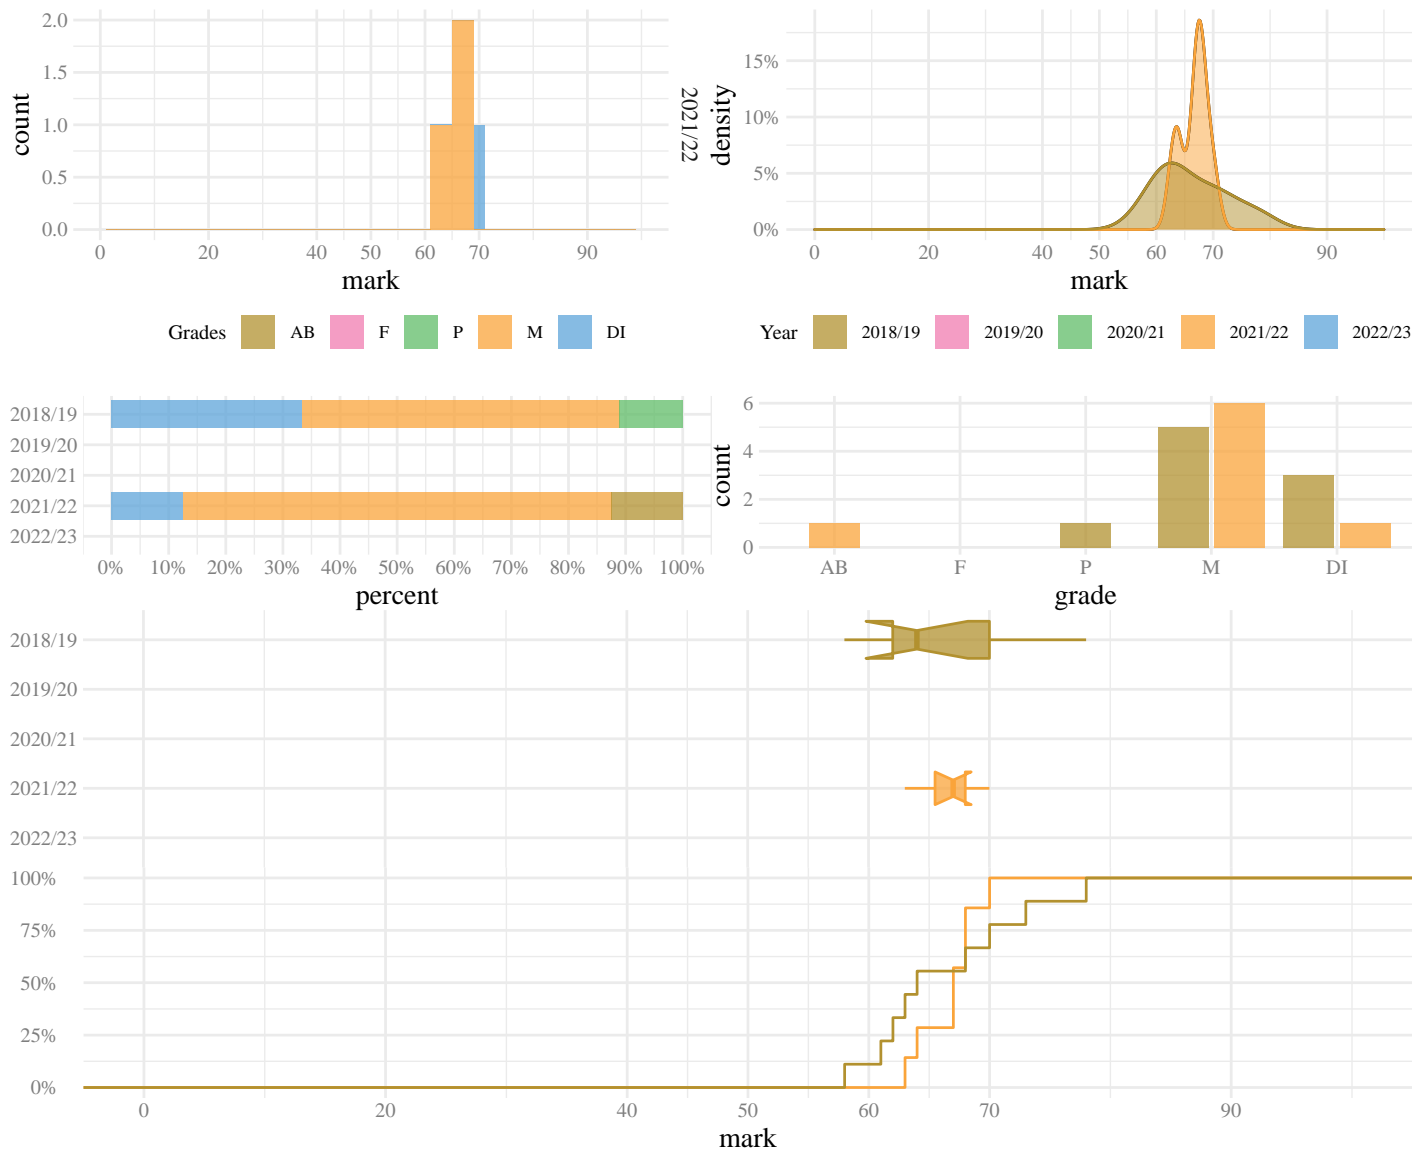 2.0
1.5
1.0
0.5
0.0
count
0 20 40 50 60 70 90
mark
2021/22
15%
10%
5%
0%
density
0 20 40 50 60 70 90
mark
Grades AB F P M DI
Year 2018/19 2019/20 2020/21 2021/22 2022/23
2018/19
2019/20
2020/21
2021/22
2022/23
0% 10% 20% 30% 40% 50% 60% 70% 80% 90% 100%
percent
6
4
2
0
count
AB F P M DI
grade
2018/19
2019/20
2020/21
2021/22
2022/23
100%
75%
50%
25%
0%
0 20 40 50 60 70 90
mark